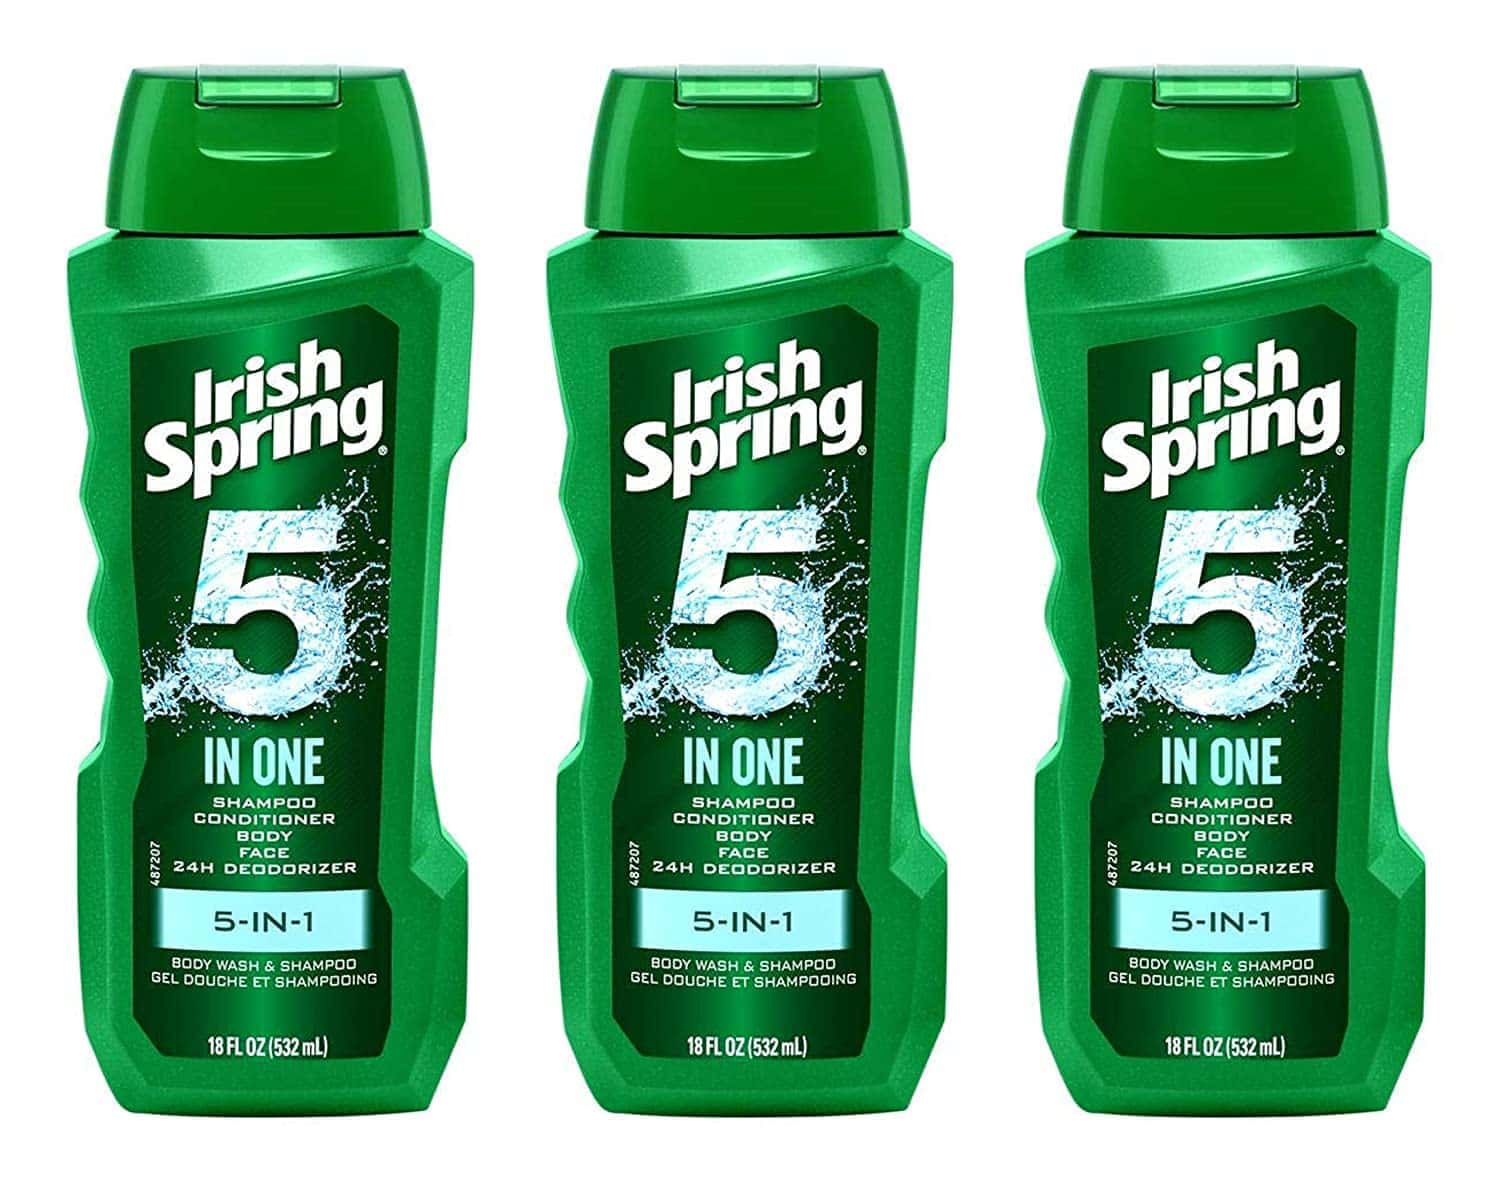 Irish
Spring®
5
IN ONE
SHAMPOO
CONDITIONER
BODY
FACE
24H DEODORIZER
487207
5-IN-1
BODY WASH & SHAMPOO
GEL DOUCHE ET SHAMPOOING
18 FL OZ (532 mL)
Irish
Spring®
5
IN ONE
SHAMPOO
CONDITIONER
BODY
FACE
24H DEODORIZER
487207
5-IN-1
BODY WASH & SHAMPOO
GEL DOUCHE ET SHAMPOOING
18 FL OZ (532 mL)
Irish
Spring®
5
IN ONE
SHAMPOO
CONDITIONER
BODY
FACE
24H DEODORIZER
487207
5-IN-1
BODY WASH & SHAMPOO
GEL DOUCHE ET SHAMPOOING
18 FL OZ (532 mL)